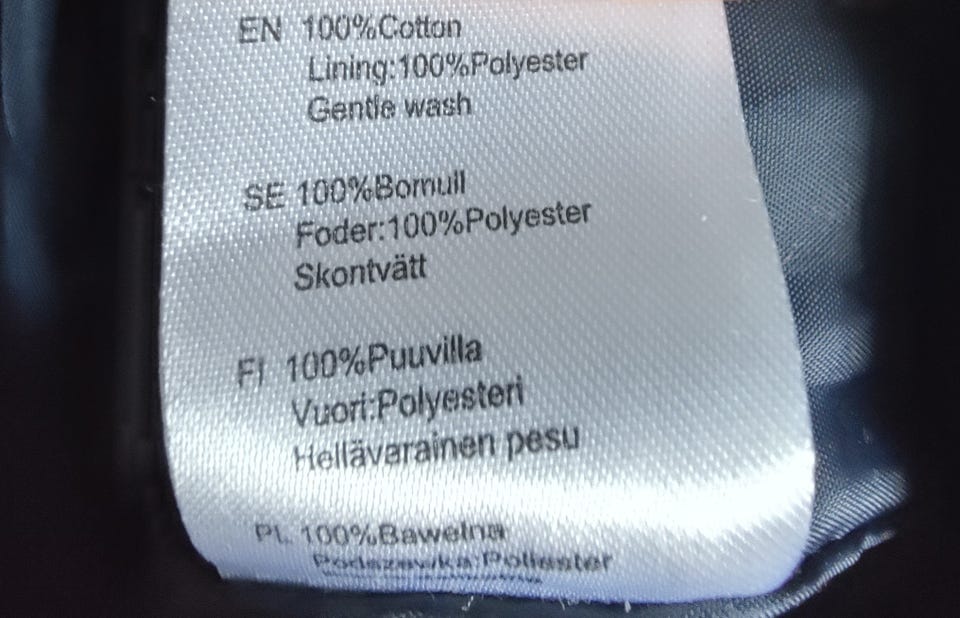 EN 100%Cotton
Lining:100%Polyester
Gentle wash
SE 100%Bomull
Foder:100%Polyester
Skontvätt
FI 100%Puuvilla
Vuori:Polyesteri
Hellävarainen pesu
PL 100%Bawelna
Podszewka:Poliester